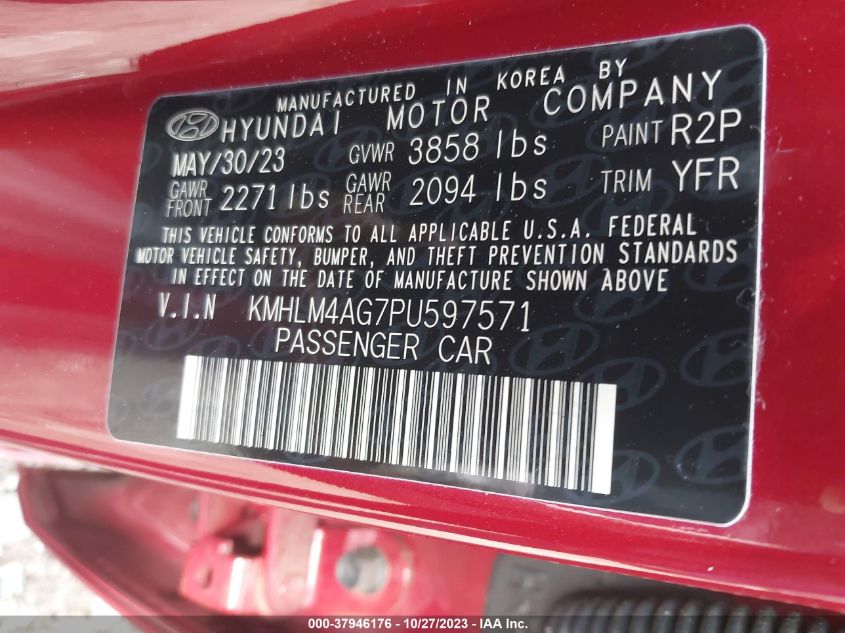 MANUFACTURED IN KOREA BY
HYUNDAI MOTOR COMPANY
MAY/30/23 GVWR 3858 lbs PAINT R2P
GAWR FRONT 2271 lbs GAWR REAR 2094 lbs TRIM YFR
THIS VEHICLE CONFORMS TO ALL APPLICABLE U.S.A. FEDERAL
MOTOR VEHICLE SAFETY, BUMPER, AND THEFT PREVENTION STANDARDS
IN EFFECT ON THE DATE OF MANUFACTURE SHOWN ABOVE
V.I.N KMHLM4AG7PU597571
PASSENGER CAR
000-37946176 - 10/27/2023 - IAA Inc.